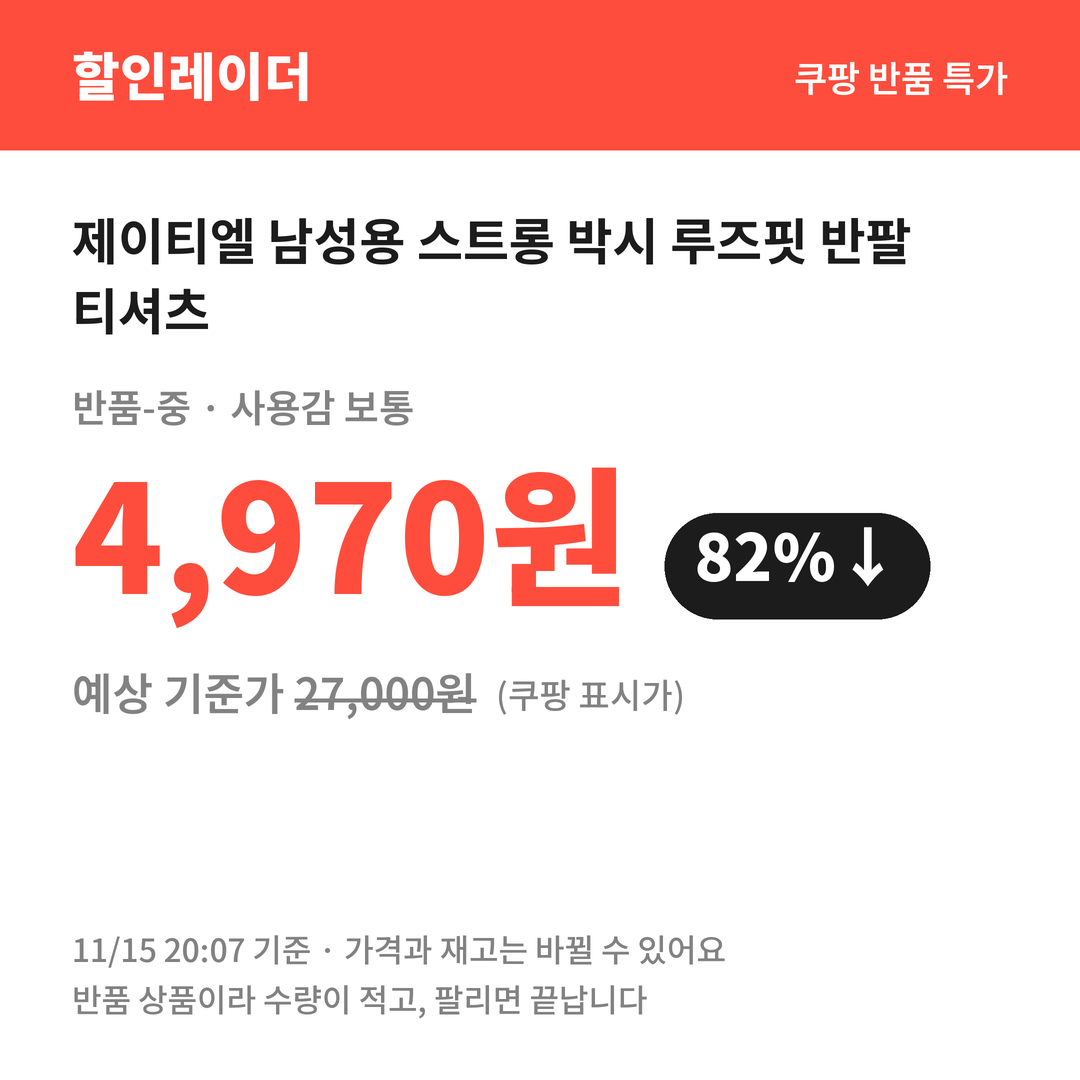 할인레이더
쿠팡 반품 특가
제이티엘 남성용 스트롱 박시 루즈핏 반팔
티셔츠
반품-중 · 사용감 보통
4,970원
82%↓
예상 기준가 27,000원 (쿠팡 표시가)
11/15 20:07 기준 · 가격과 재고는 바뀔 수 있어요
반품 상품이라 수량이 적고, 팔리면 끝납니다